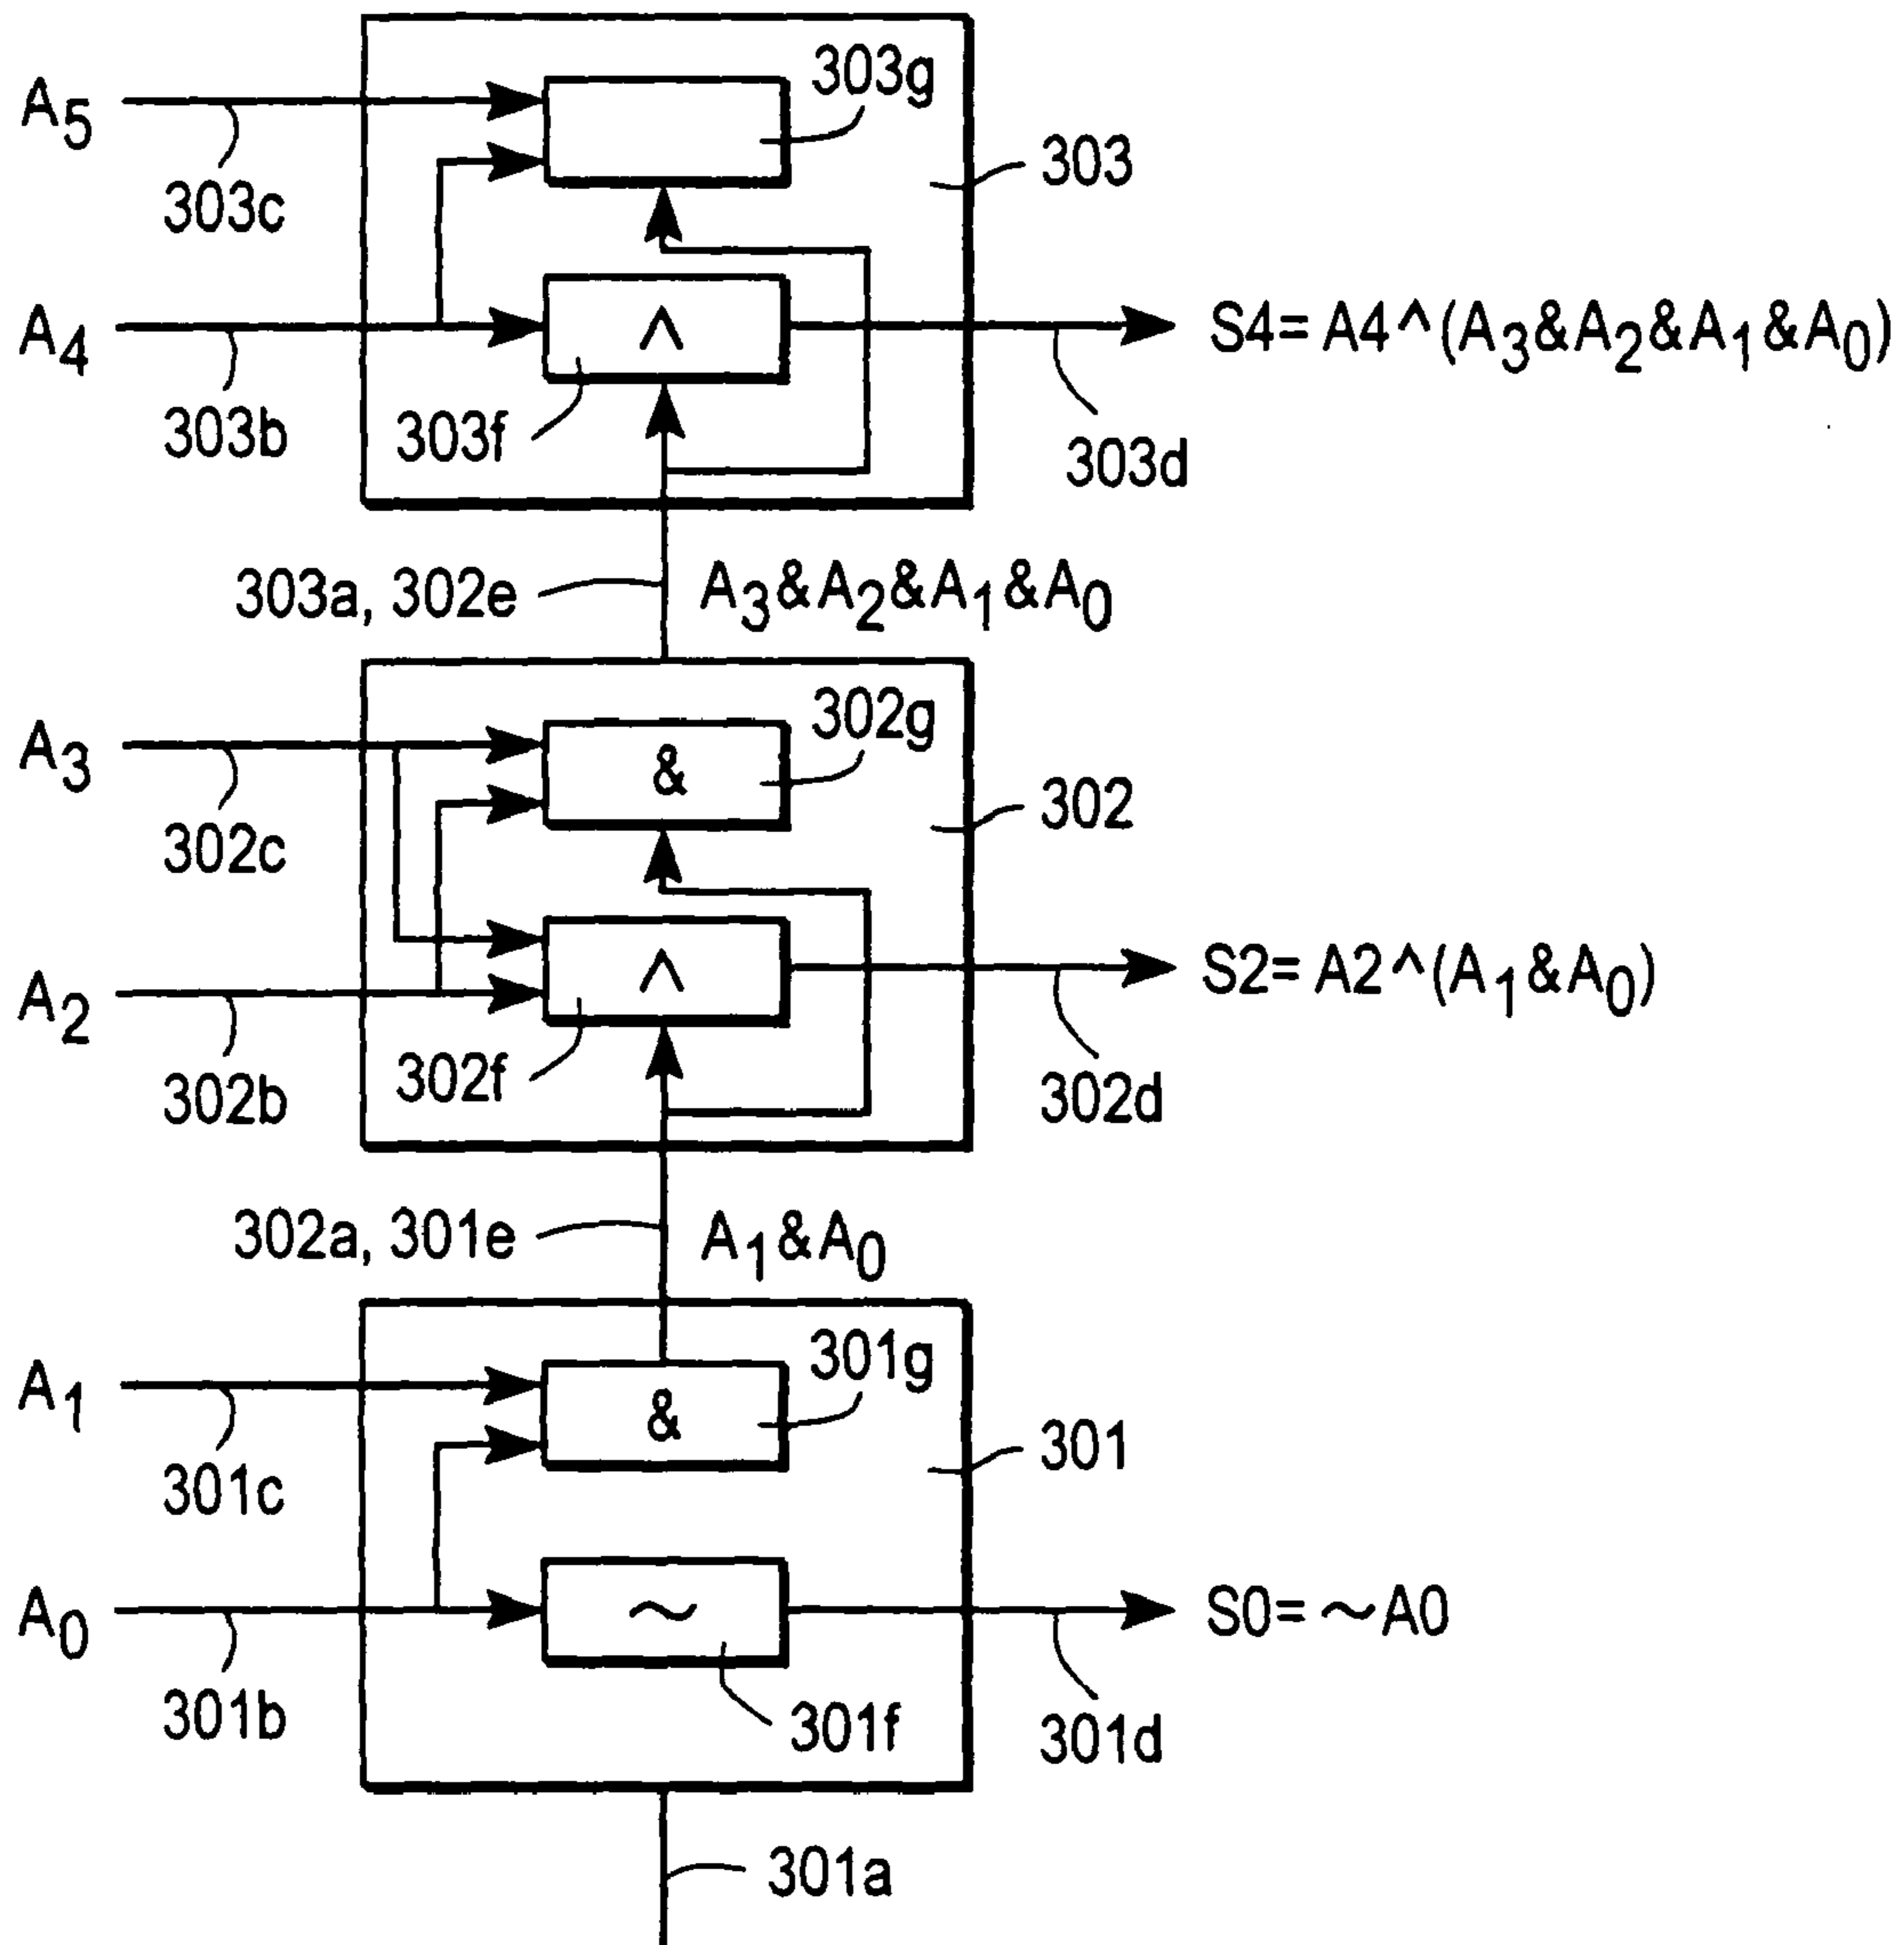 303g
A5
303
303c
^
S4= A4^(A3&A2&A1&A0)
A4
303b
303f
303d
303a, 302e
A3&A2&A1&A0
302g
A3
&
302
302c
^
S2= A2^(A1&A0)
A2
302f
302b
302d
302a, 301e
A1&A0
301g
A1
&
301
301c
A0
~
S0= ~A0
301b
301f
301d
301a